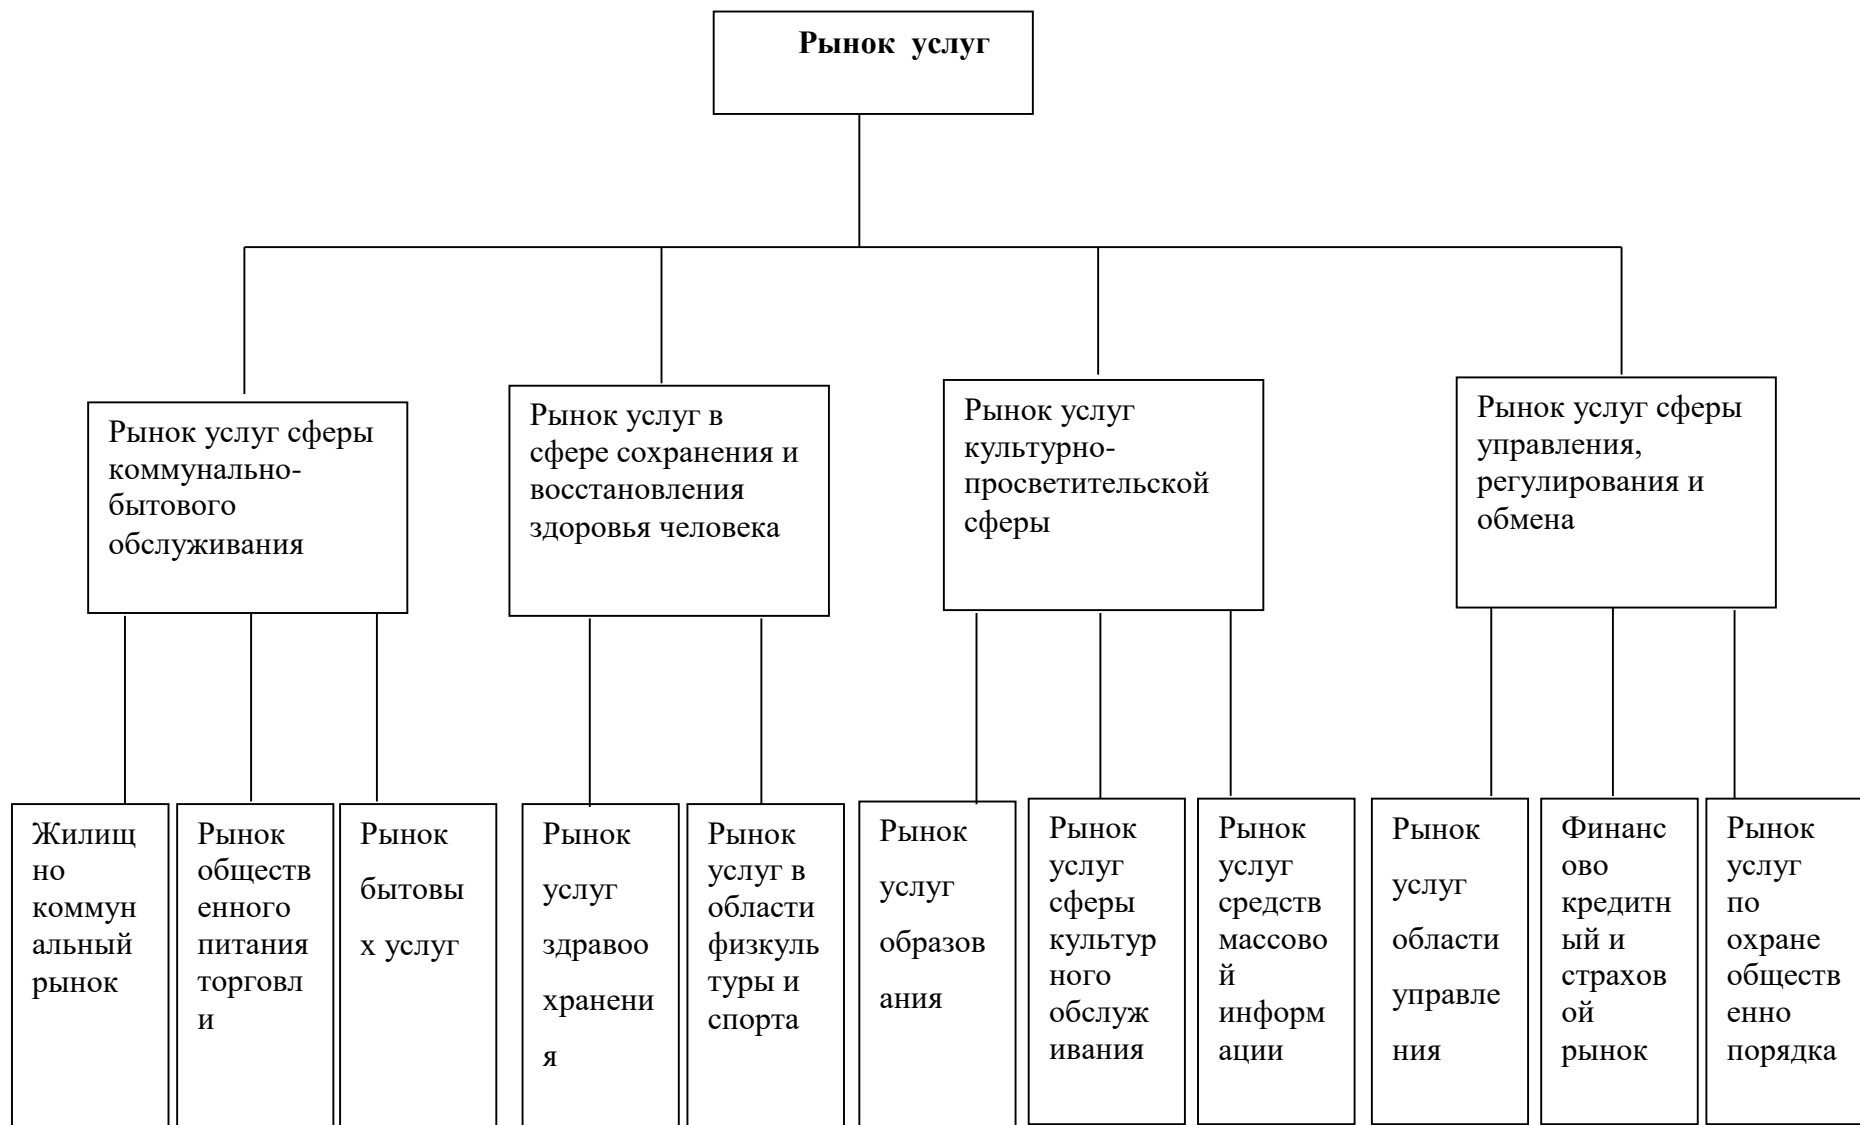 Рынок услуг
Рынок услуг сферы
коммунально-
бытового
обслуживания
Рынок услуг в
сфере сохранения и
восстановления
здоровья человека
Рынок услуг
культурно-
просветительской
сферы
Рынок услуг сферы
управления,
регулирования и
обмена
Жилищ
но
коммун
альный
рынок
Рынок
обществ
енного
питания
торговл
и
Рынок
бытовы
х услуг
Рынок
услуг
здравоо
хранени
я
Рынок
услуг в
области
физкуль
туры и
спорта
Рынок
услуг
образов
ания
Рынок
услуг
сферы
культур
ного
обслуж
ивания
Рынок
услуг
средств
массово
й
информ
ации
Рынок
услуг
области
управле
ния
Финанс
ово
кредитн
ый и
страхов
ой
рынок
Рынок
услуг
по
охране
обществ
енно
порядка